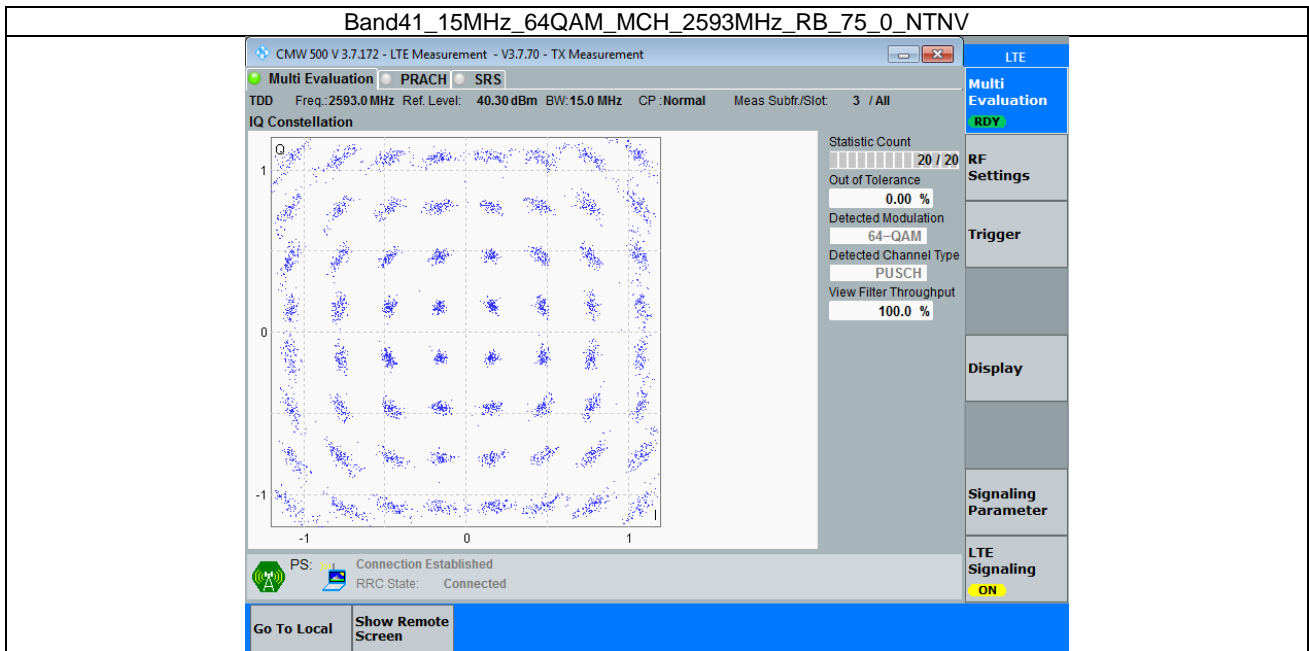 Band41_15MHz_64QAM_MCH_2593MHz_RB_75_0_NTNV
CMW 500 V 3.7.172 - LTE Measurement - V3.7.70 - TX Measurement
LTE
Multi Evaluation PRACH SRS
Multi
Evaluation
RDY
TDD Freq.:2593.0 MHz Ref. Level: 40.30 dBm BW:15.0 MHz CP :Normal Meas Subfr./Slot: 3 / All
IQ Constellation
Q
1
0
-1
I
-1 0 1
Statistic Count
20 / 20
Out of Tolerance
0.00 %
Detected Modulation
64-QAM
Detected Channel Type
PUSCH
View Filter Throughput
100.0 %
RF
Settings
Trigger
Display
Signaling
Parameter
LTE
Signaling
ON
PS: Connection Established
RRC State: Connected
Go To Local
Show Remote
Screen